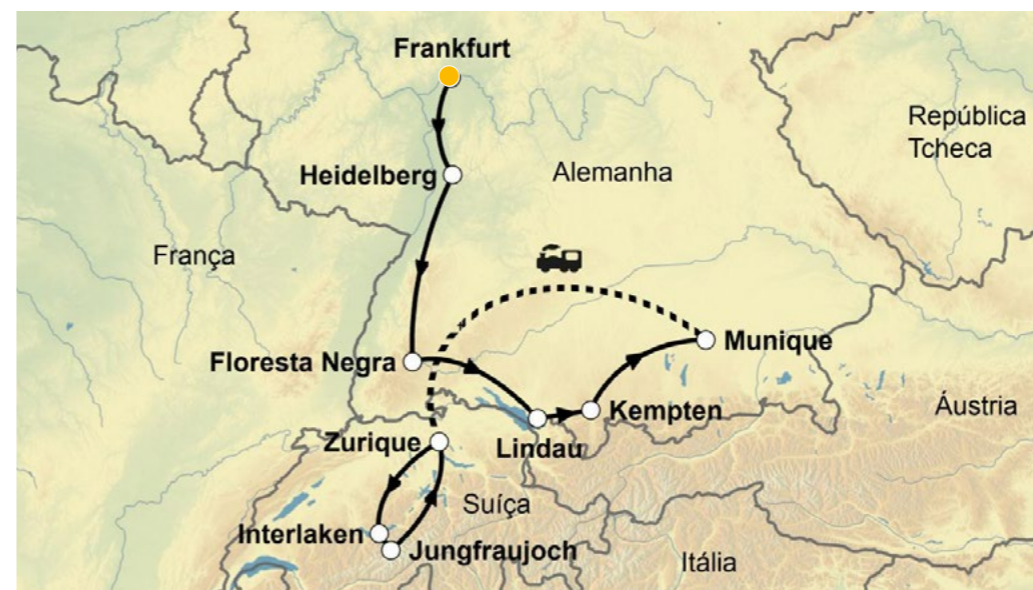 Frankfurt
República
Tcheca
Heidelberg
Alemanha
França
Munique
Floresta Negra
Kempten
Áustria
Lindau
Zurique
Suíça
Interlaken
Jungfraujoch
Itália